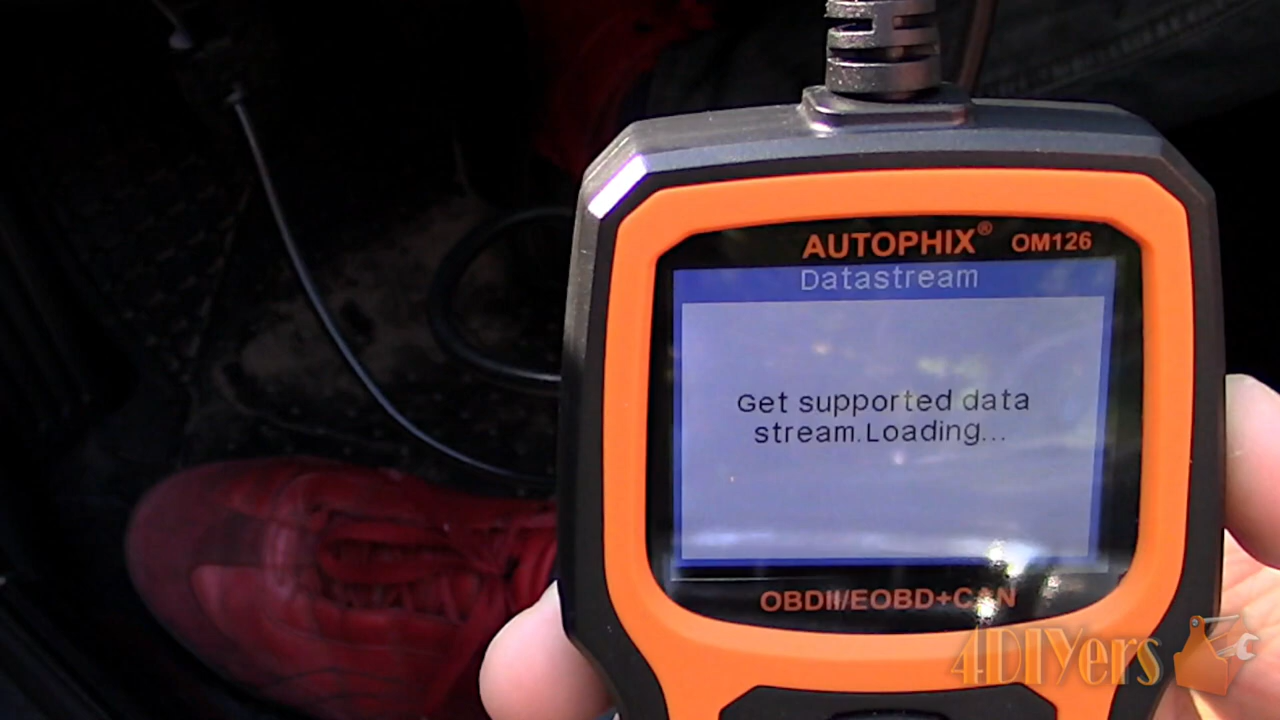 AUTOPHIX® OM126
Datastream
Get supported data
stream.Loading...
OBDII/EOBD+CAN
4DIYers